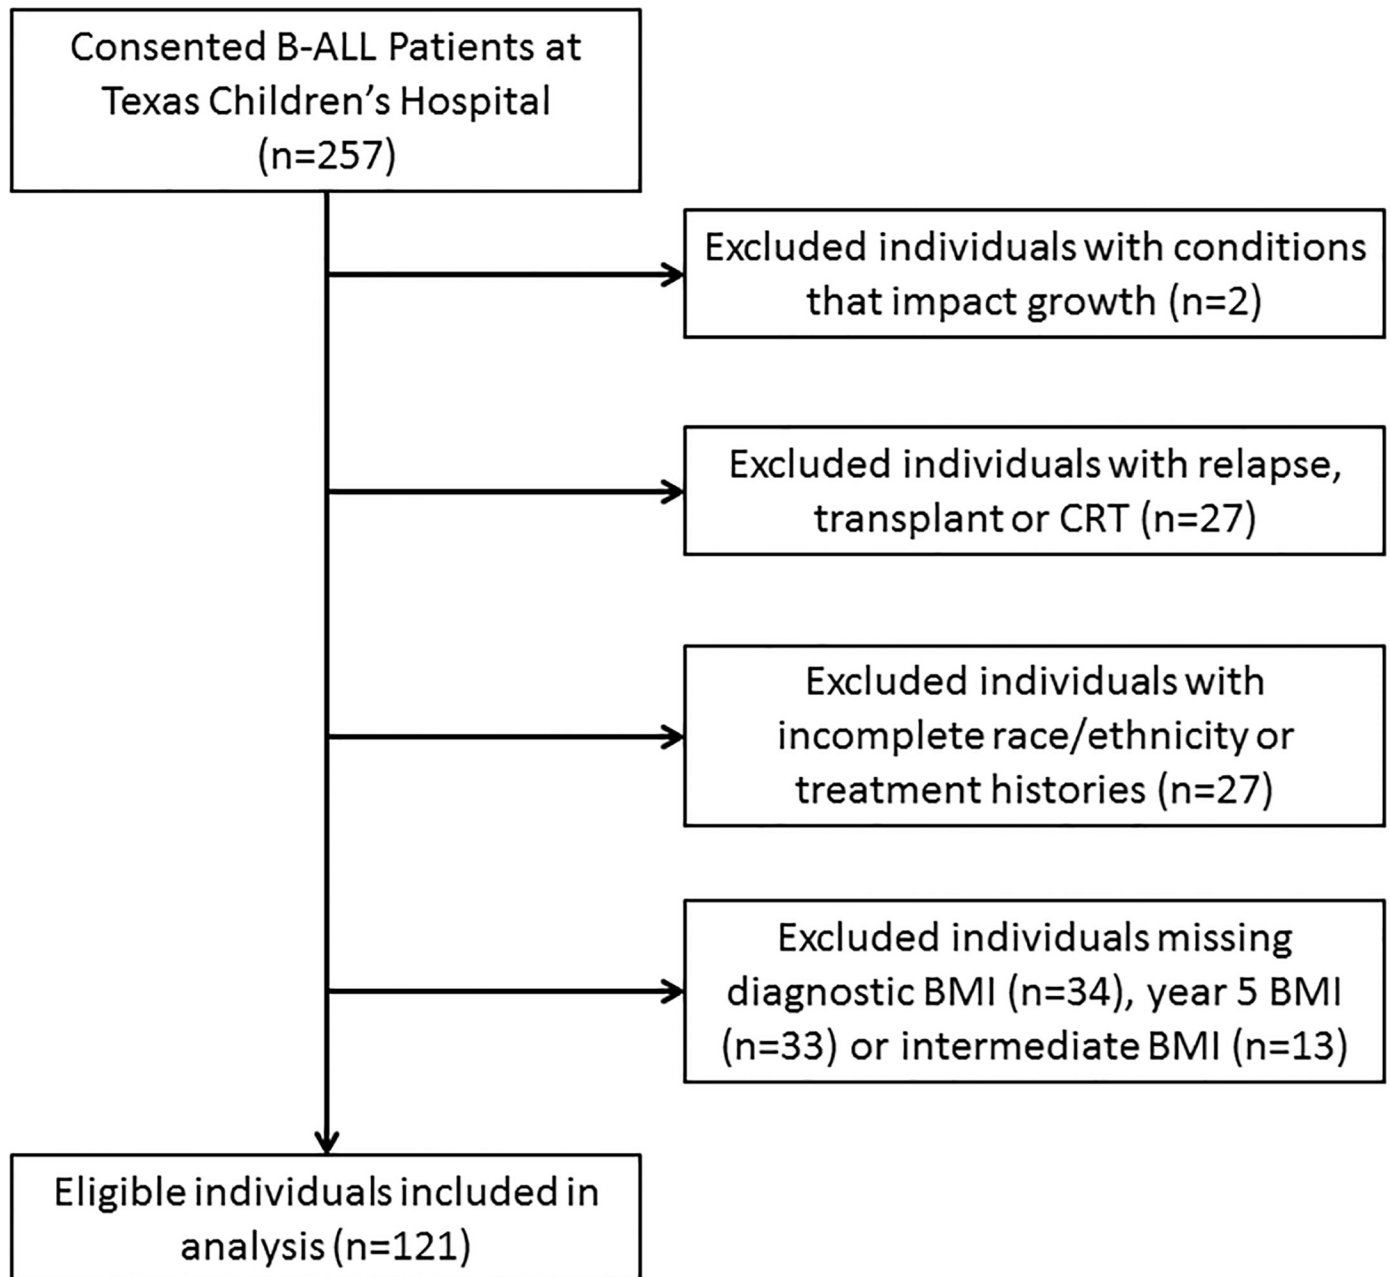 Consented B-ALL Patients at
Texas Children’s Hospital
(n=257)
Excluded individuals with conditions
that impact growth (n=2)
Excluded individuals with relapse,
transplant or CRT (n=27)
Excluded individuals with
incomplete race/ethnicity or
treatment histories (n=27)
Excluded individuals missing
diagnostic BMI (n=34), year 5 BMI
(n=33) or intermediate BMI (n=13)
Eligible individuals included in
analysis (n=121)